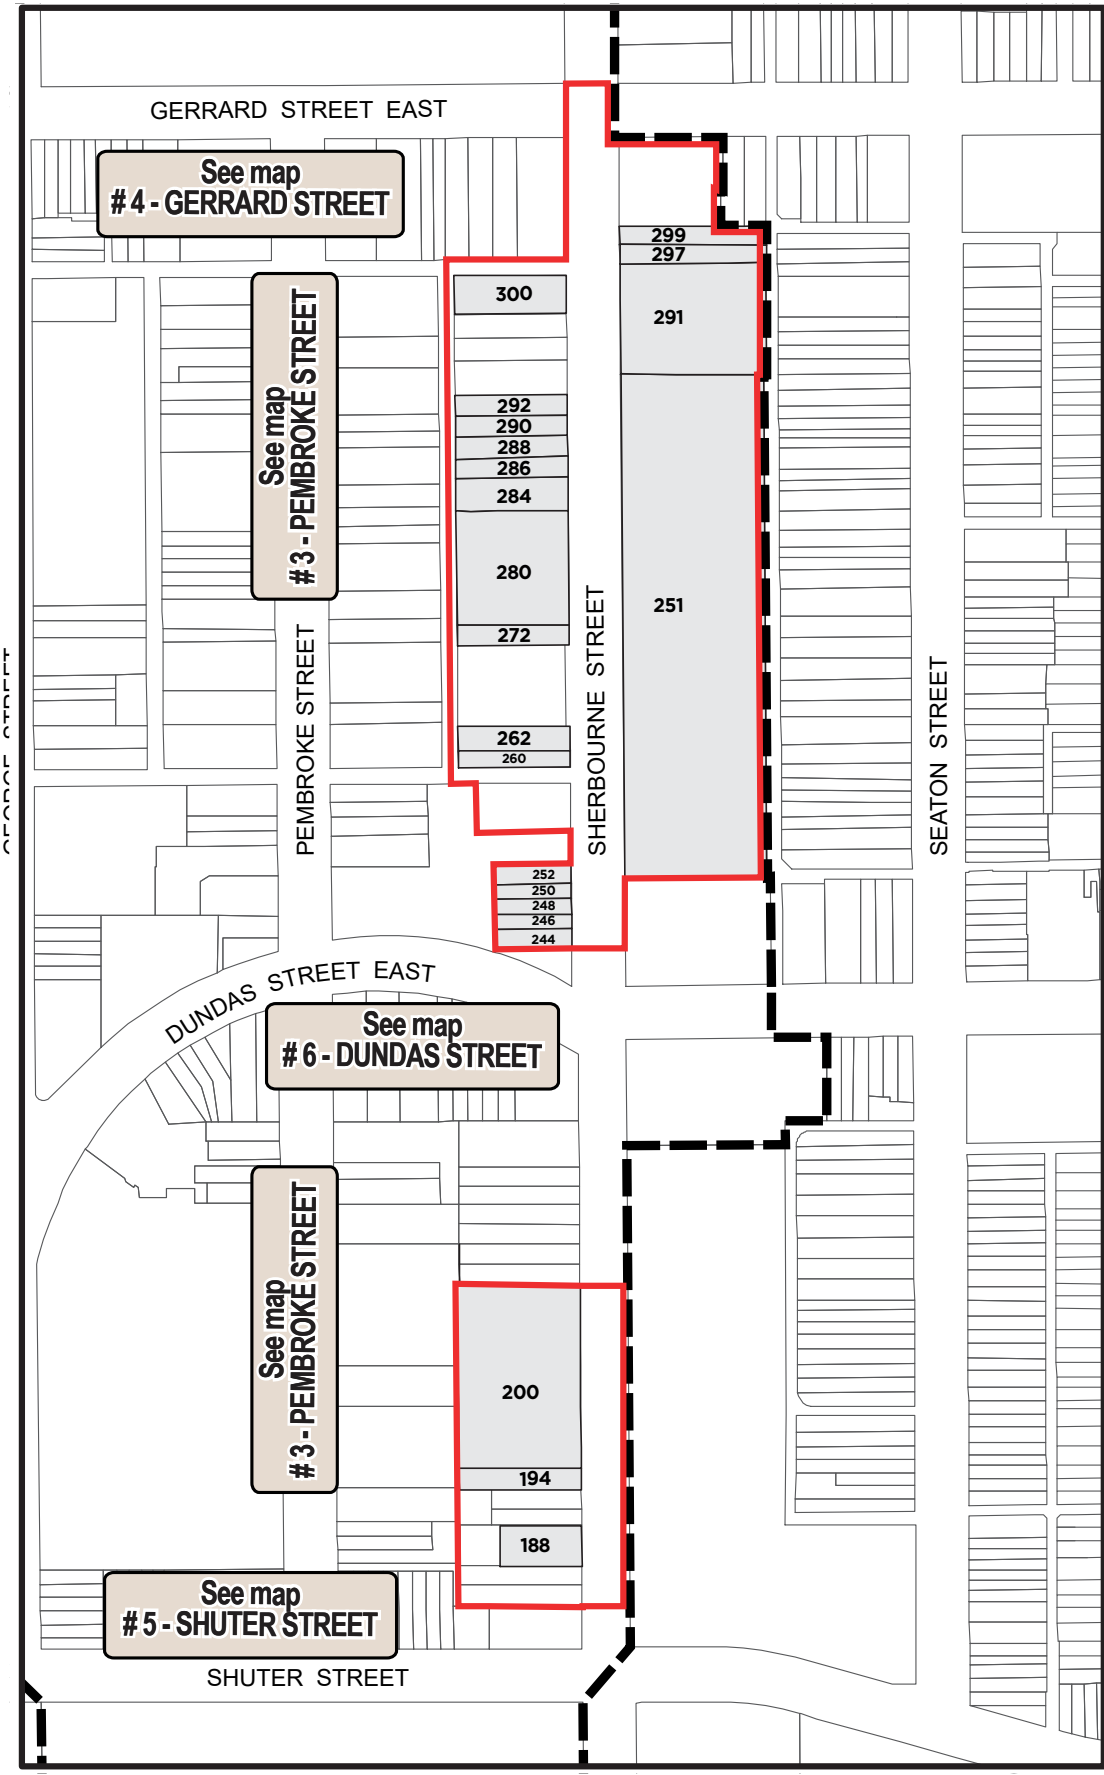 GERRARD STREET EAST
See map
# 4 - GERRARD STREET
299
297
300
291
See map
# 3 - PEMBROKE STREET
292
290
288
286
284
280
251
272
PEMBROKE STREET
SHERBOURNE STREET
SEATON STREET
GEORGE STREET
262
260
252
250
248
246
244
DUNDAS STREET EAST
See map
# 6 - DUNDAS STREET
See map
# 3 - PEMBROKE STREET
200
194
188
See map
# 5 - SHUTER STREET
SHUTER STREET